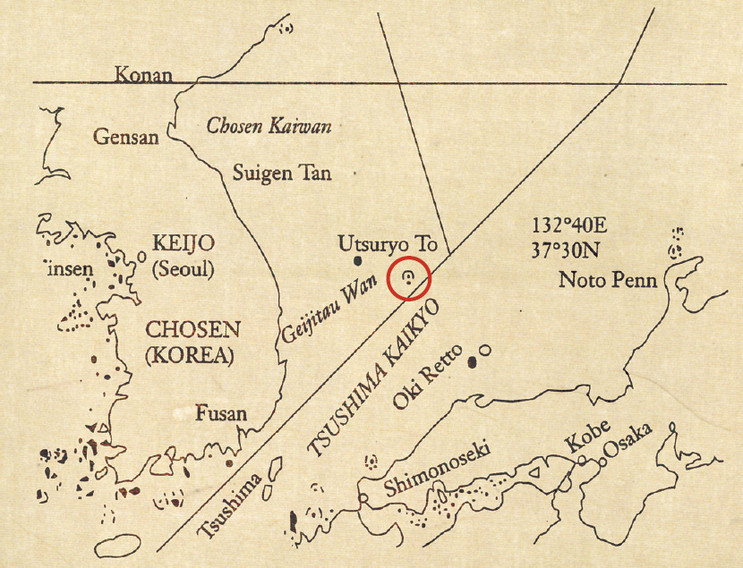 Konan
Gensan
Chosen Kaiwan
Suigen Tan
132°40E
37°30N
Utsuryo To
KEIJO
(Seoul)
insen
Noto Penn
Geijitau Wan
CHOSEN
(KOREA)
TSUSHIMA KAIKYO
Oki Retto
Fusan
Kobe
Osaka
Shimonoseki
Tsushima